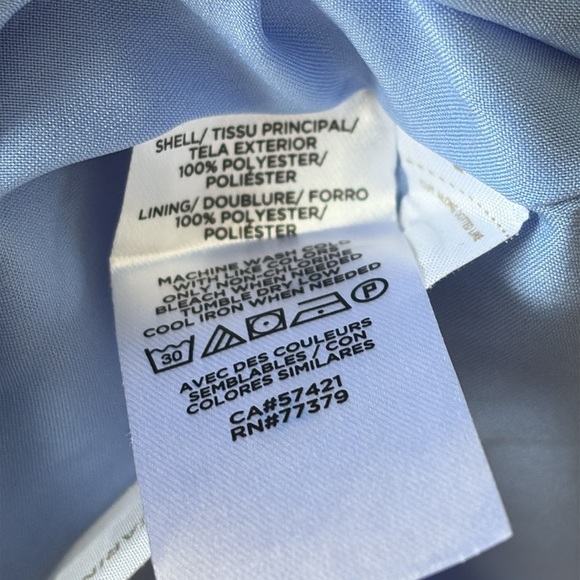 SHELL/ TISSU PRINCIPAL/
TELA EXTERIOR
100% POLYESTER/
POLIÉSTER
LINING/ DOUBLURE/ FORRO
100% POLYESTER/
POLIÉSTER
MACHINE WASH COLD
WITH LIKE COLORS
ONLY NON-CHLORINE
BLEACH WHEN NEEDED
TUMBLE DRY LOW
COOL IRON WHEN NEEDED
30 P
AVEC DES COULEURS
SEMBLABLES / CON
COLORES SIMILARES
CA#57421
RN#77379